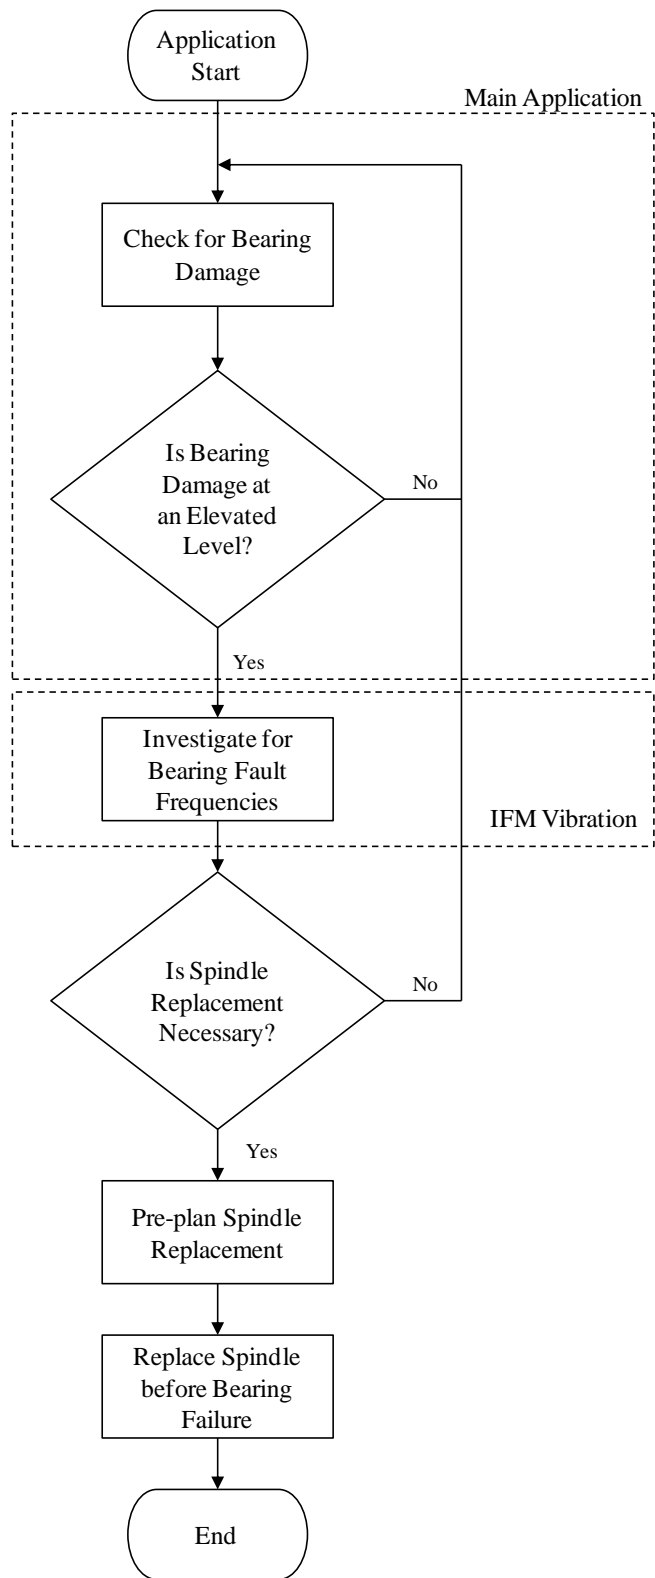 Application
Start
Main Application
Check for Bearing
Damage
Is Bearing
Damage at
an Elevated
Level?
No
Yes
Investigate for
Bearing Fault
Frequencies
IFM Vibration
Is Spindle
Replacement
Necessary?
No
Yes
Pre-plan Spindle
Replacement
Replace Spindle
before Bearing
Failure
End